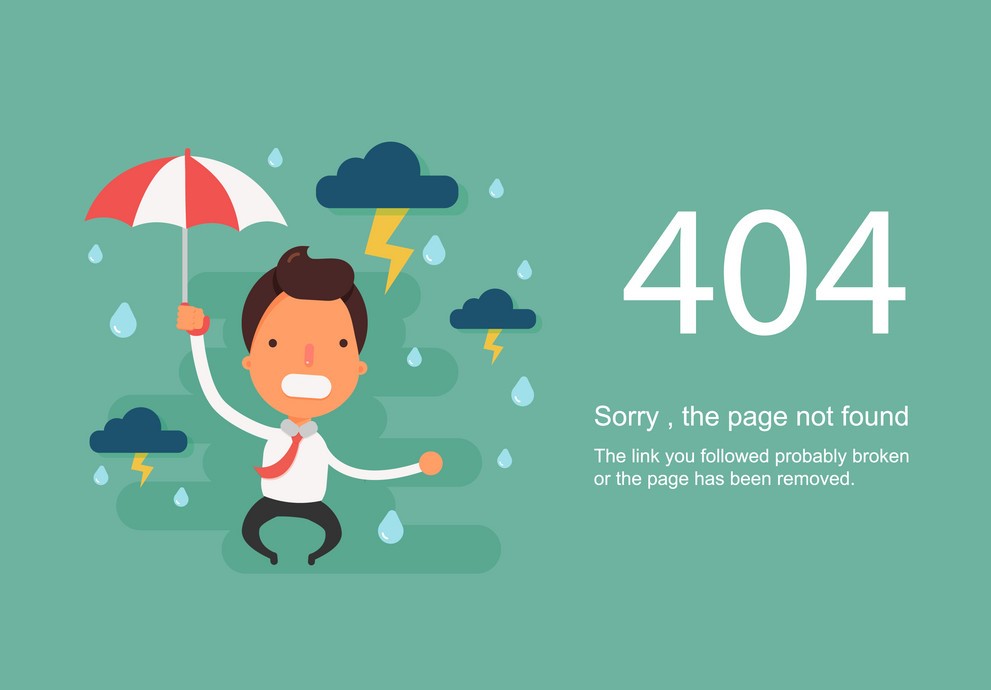 404
Sorry , the page not found
The link you followed probably broken
or the page has been removed.